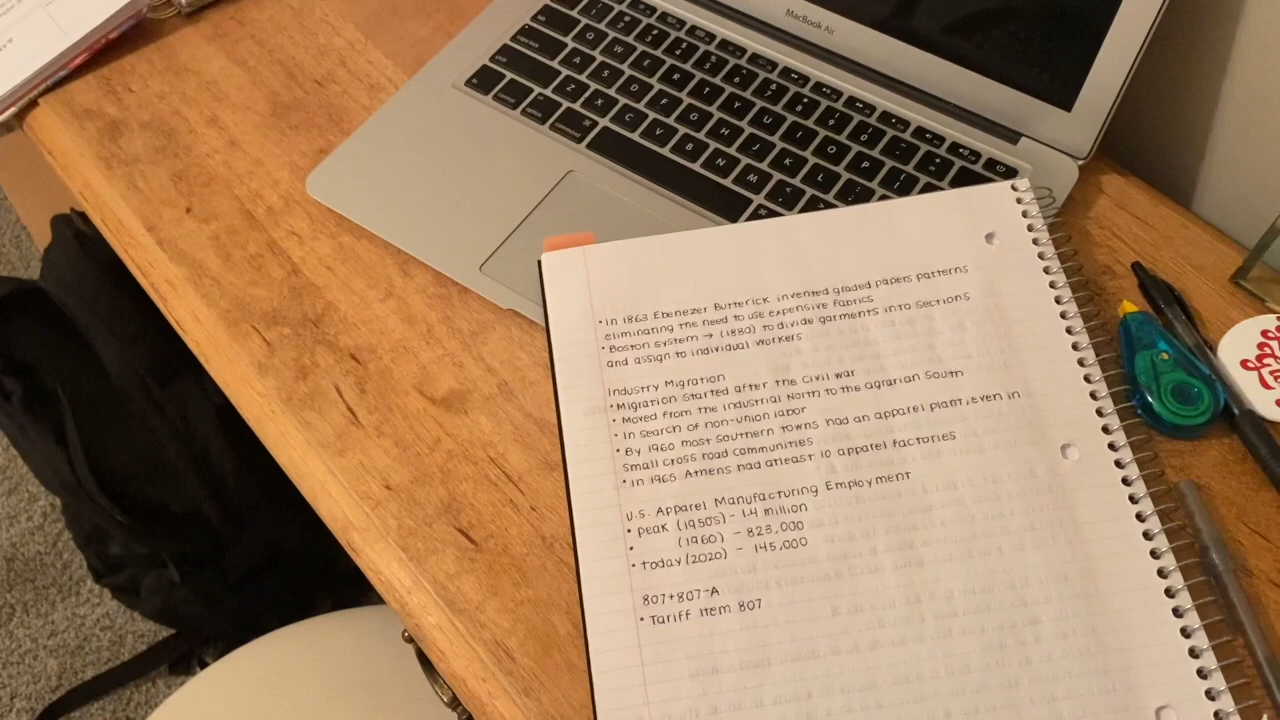 MacBook Air
• In 1863 Ebenezer Butterick invented graded papers patterns
eliminating the need to use expensive fabrics
• Boston system → (1880) to divide garments into sections
and assign to individual workers
Industry Migration
• Migration started after the civil war
• Moved from the industrial North to the agrarian South
• In search of non-union labor
• By 1960 most Southern towns had an apparel plant, even in
small cross road communities
• In 1965 Athens had atleast 10 apparel factories
U.S. Apparel Manufacturing Employment
• peak (1950s) - 1.4 million
• (1960) - 823,000
• today (2020) - 145,000
807+807-A
• Tariff Item 807